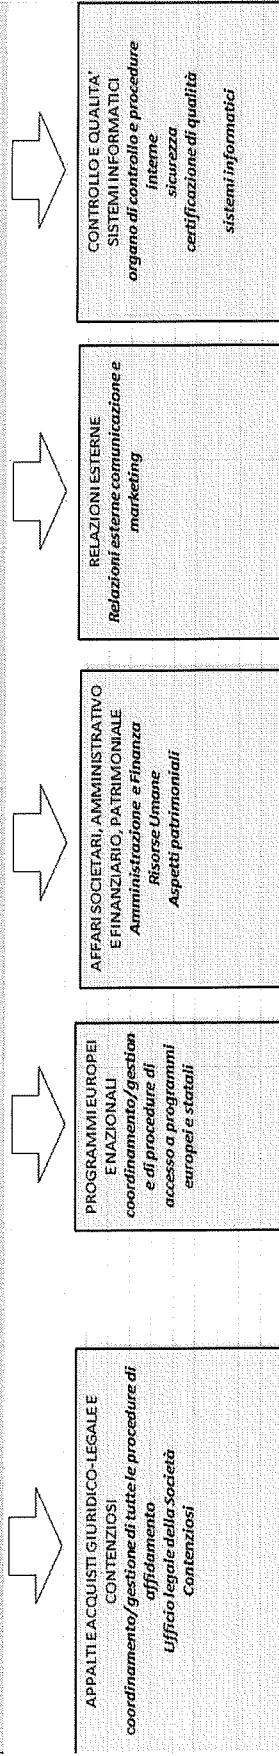 APPALTI E ACQUISTI GIURIDICO-LEGALE E
CONTENZIOSI
coordinamento/gestione di tutte le procedure di
affidamento
Ufficio legale della Società
Contenziosi
PROGRAMMI EUROPEI
E NAZIONALI
coordinamento/gestion
e di procedure di
accesso a programmi
europei e statali
AFFARI SOCIETARI, AMMINISTRATIVO
E FINANZIARIO, PATRIMONIALE
Amministrazione e Finanza
Risorse Umane
Aspetti patrimoniali
RELAZIONI ESTERNE
Relazioni esterne comunicazione e
marketing
CONTROLLO E QUALITA'
SISTEMI INFORMATICI
organo di controllo e procedure
interne
sicurezza
certificazione di qualità
sistemi informatici